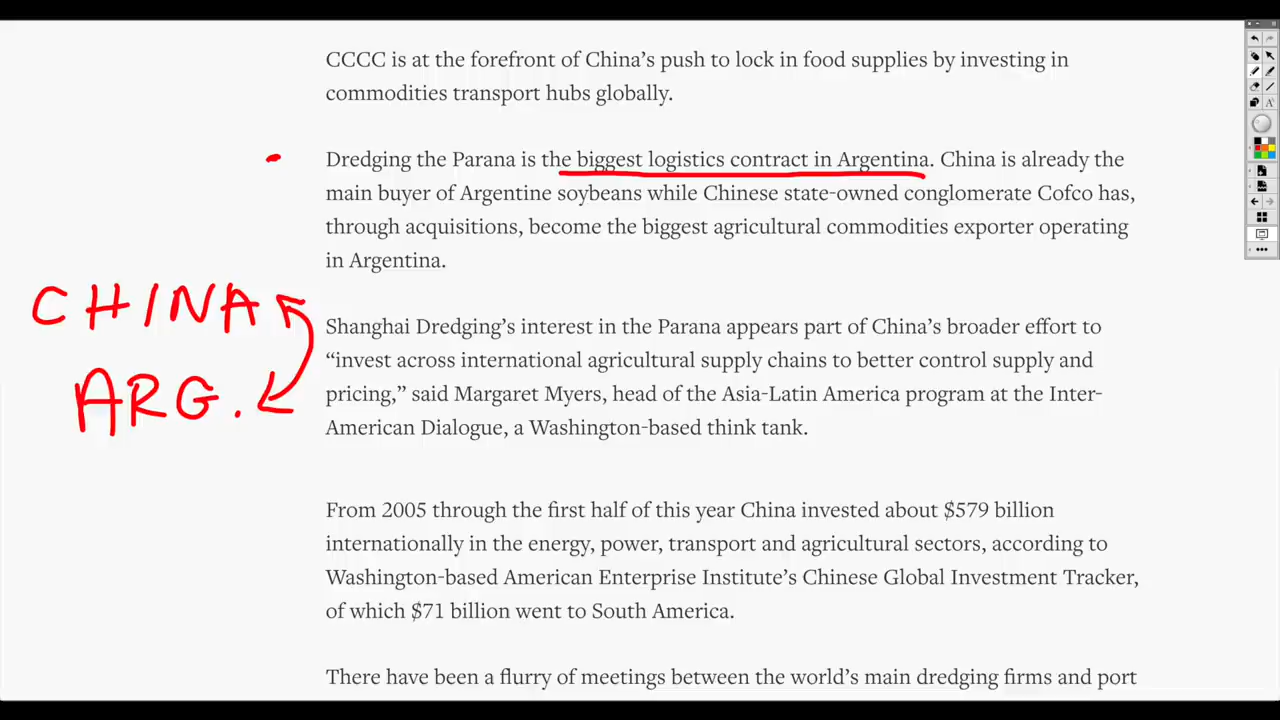 CCCC is at the forefront of China’s push to lock in food supplies by investing in
commodities transport hubs globally.
Dredging the Parana is the biggest logistics contract in Argentina. China is already the
main buyer of Argentine soybeans while Chinese state-owned conglomerate Cofco has,
through acquisitions, become the biggest agricultural commodities exporter operating
in Argentina.
CHINA
ARG.
Shanghai Dredging’s interest in the Parana appears part of China’s broader effort to
“invest across international agricultural supply chains to better control supply and
pricing,” said Margaret Myers, head of the Asia-Latin America program at the Inter-
American Dialogue, a Washington-based think tank.
From 2005 through the first half of this year China invested about $579 billion
internationally in the energy, power, transport and agricultural sectors, according to
Washington-based American Enterprise Institute’s Chinese Global Investment Tracker,
of which $71 billion went to South America.
There have been a flurry of meetings between the world’s main dredging firms and port